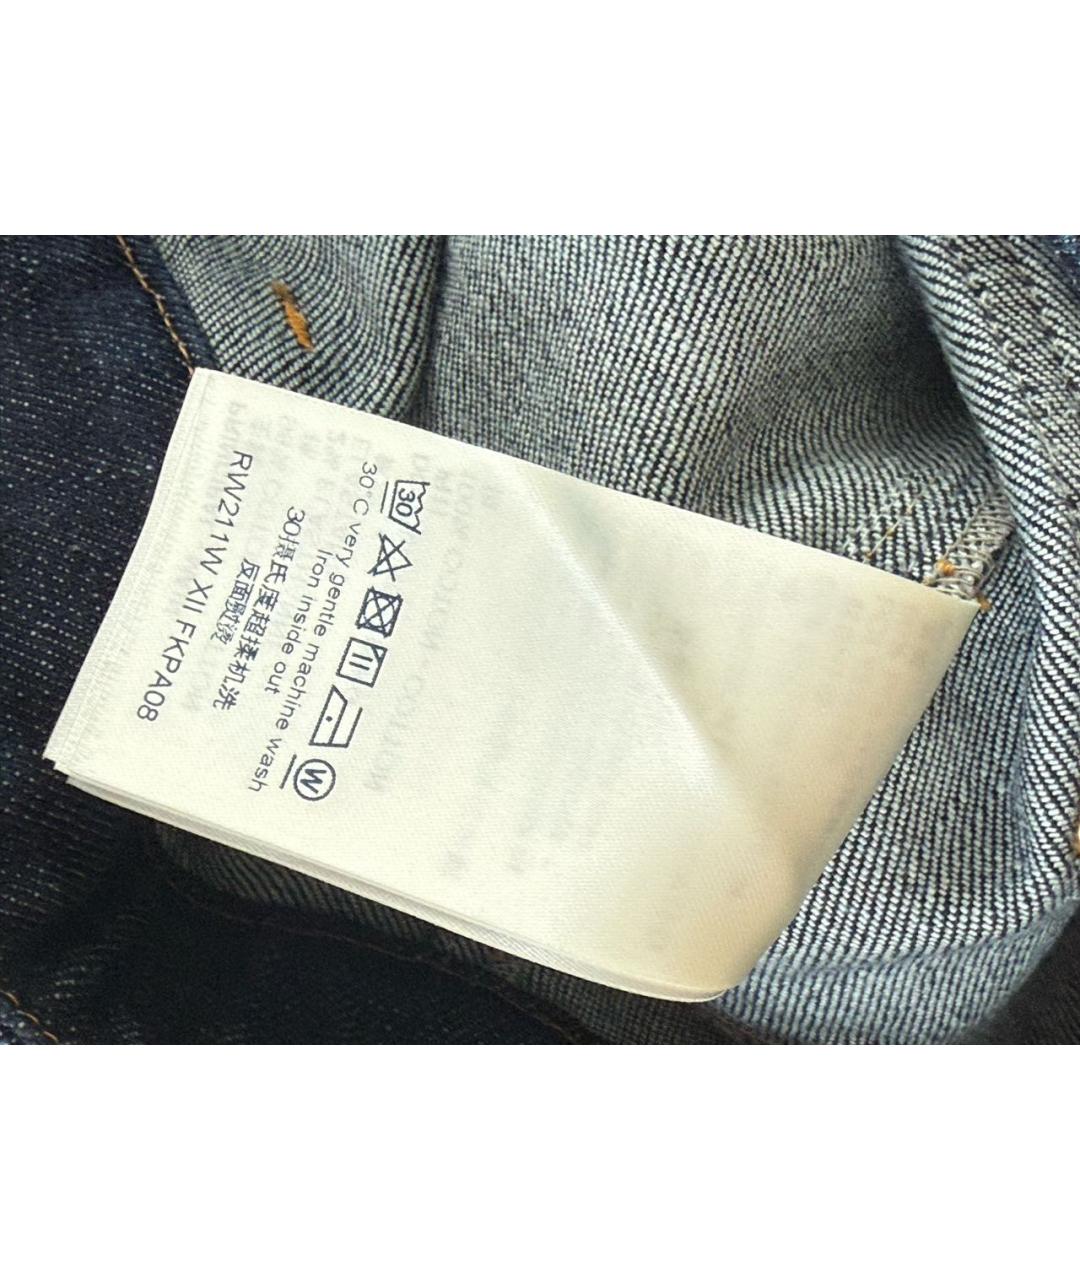 30
W
30°C very gentle machine wash
Iron inside out
30摄氏度超揉机洗
反面熨烫
RW211W XII FKPA08